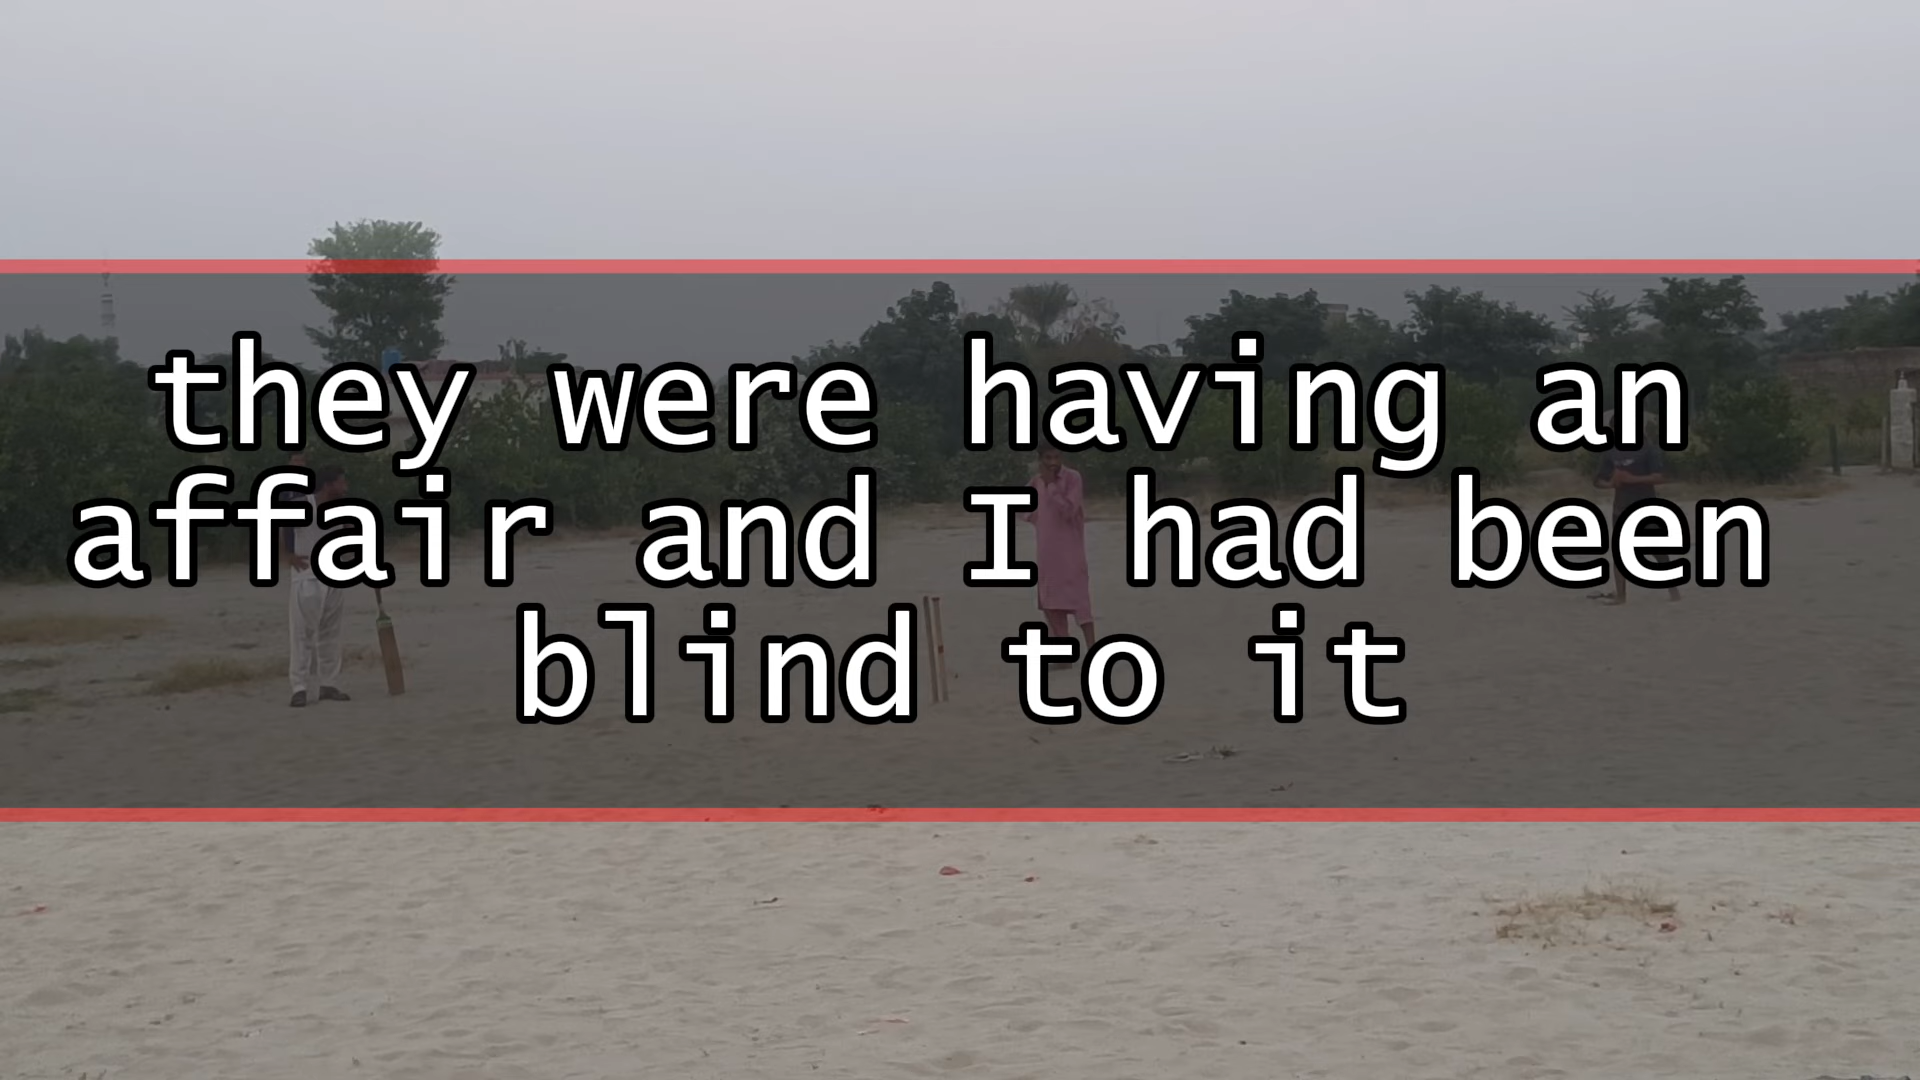 they were having an
affair and I had been
blind to it